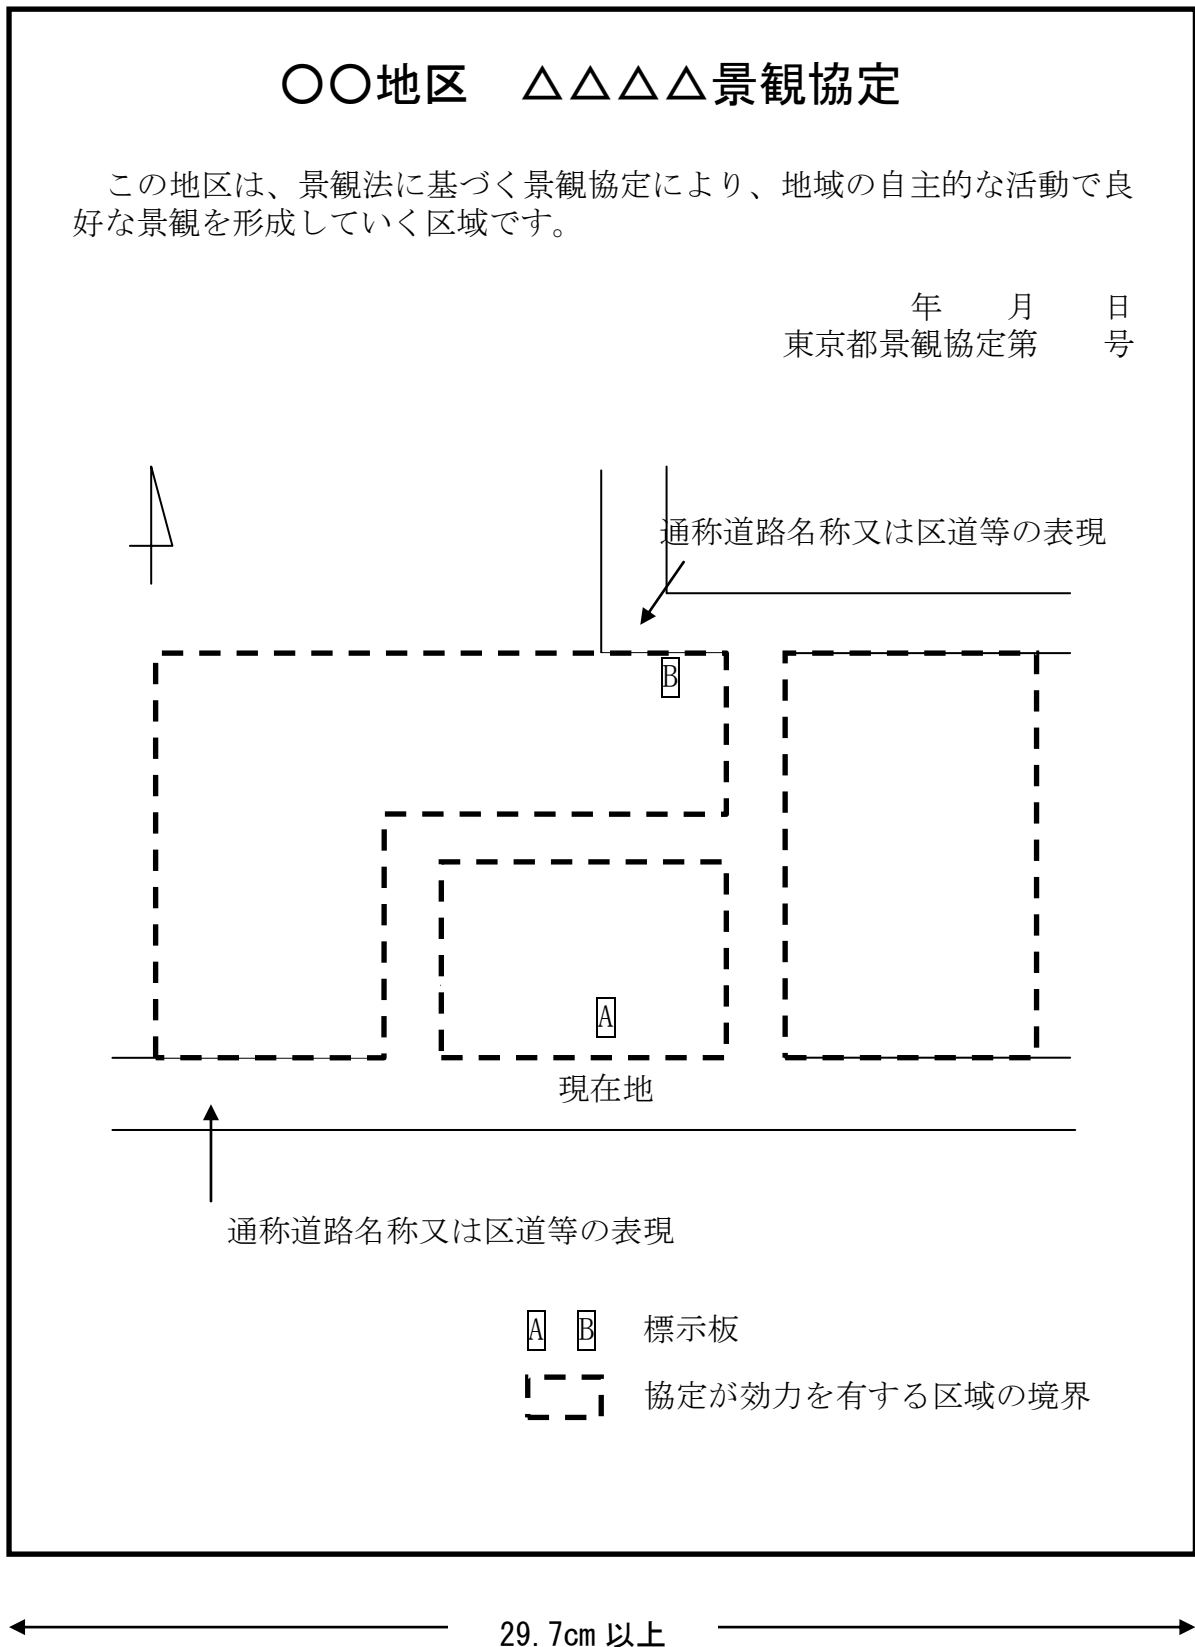 ○○地区　△△△△景観協定
この地区は、景観法に基づく景観協定により、地域の自主的な活動で良
好な景観を形成していく区域です。
年　　月　　日
東京都景観協定第　　号
通称道路名称又は区道等の表現
B
A
現在地
通称道路名称又は区道等の表現
A　B　標示板
協定が効力を有する区域の境界
29.7cm 以上